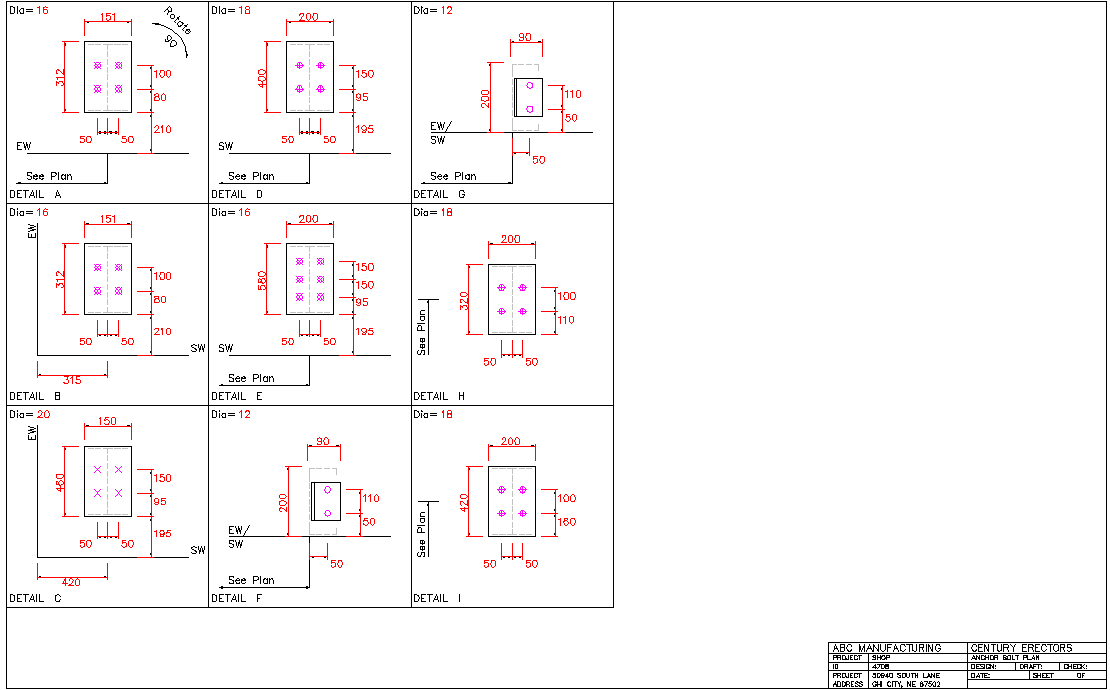 Dia= 16
151
Rotate
90
312
100
80
210
50 50
EW
See Plan
DETAIL A
Dia= 18
200
400
150
95
195
50 50
SW
See Plan
DETAIL D
Dia= 12
90
200
110
50
EW/
SW
50
See Plan
DETAIL G
Dia= 16
EW
151
312
100
80
210
50 50
SW
315
DETAIL B
Dia= 16
200
580
150
150
95
195
50 50
SW
See Plan
DETAIL E
Dia= 18
200
320
100
110
See Plan
50 50
DETAIL H
Dia= 20
EW
150
460
150
95
195
50 50
SW
420
DETAIL C
Dia= 12
90
200
110
50
EW/
SW
50
See Plan
DETAIL F
Dia= 18
200
420
100
160
See Plan
50 50
DETAIL I
ABC MANUFACTURING CENTURY ERECTORS
PROJECT SHOP ANCHOR BOLT PLAN
ID 4708 DESIGN: DRAFT: CHECK:
PROJECT 30940 SOUTH LANE DATE: SHEET OF
ADDRESS GHI CITY, NE 67502